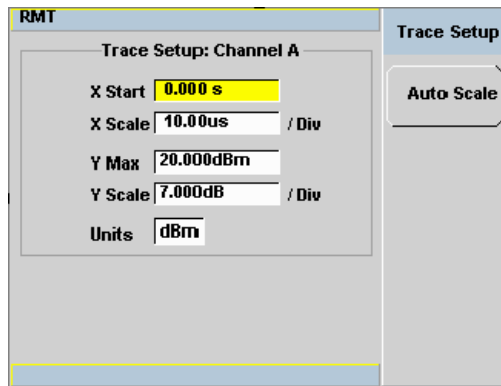 RMT
Trace Setup
Trace Setup: Channel A
X Start 0.000 s
X Scale 10.00us / Div
Y Max 20.000dBm
Y Scale 7.000dB / Div
Units dBm
Auto Scale